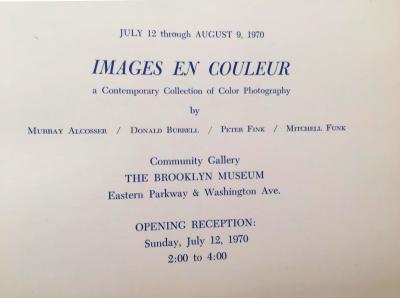 JULY 12 through AUGUST 9, 1970
IMAGES EN COULEUR
a Contemporary Collection of Color Photography
by
MURRAY ALCOSSER / DONALD BURRELL / PETER FINK / MITCHELL FUNK
Community Gallery
THE BROOKLYN MUSEUM
Eastern Parkway & Washington Ave.
OPENING RECEPTION:
Sunday, July 12, 1970
2:00 to 4:00